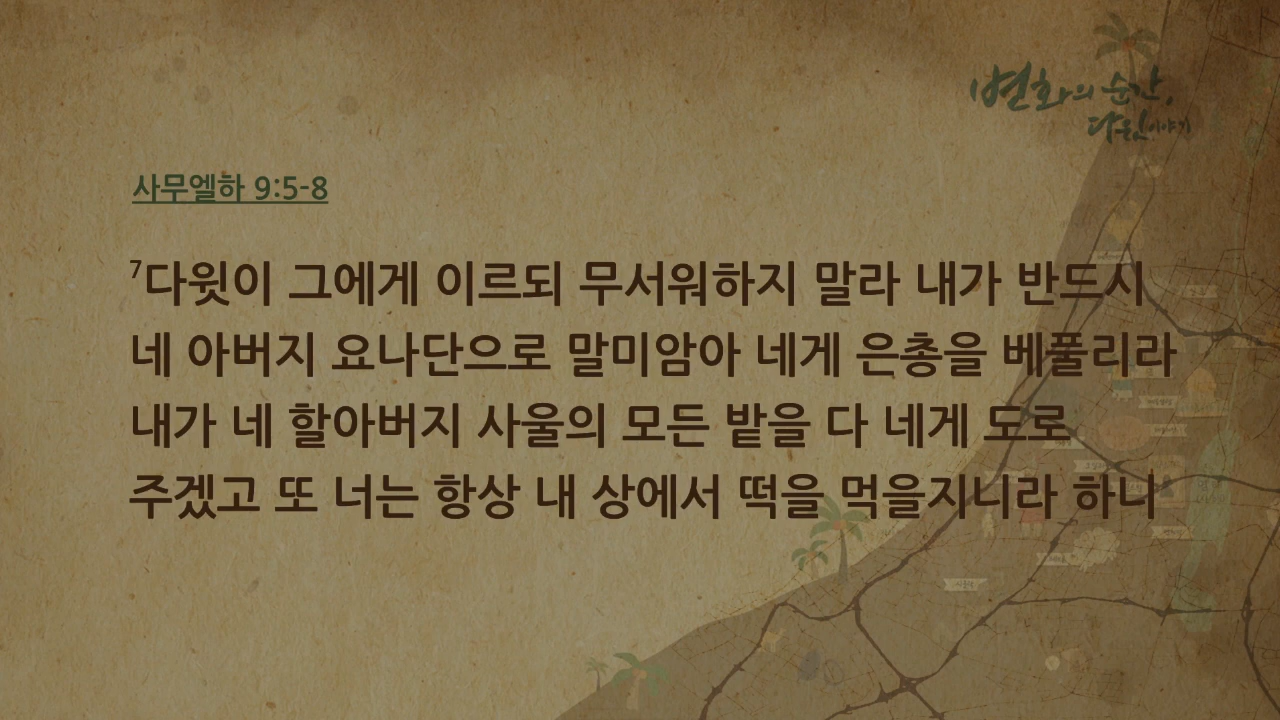 변화의 순간,
다윗이야기
사무엘하 9:5-8
7다윗이 그에게 이르되 무서워하지 말라 내가 반드시
네 아버지 요나단으로 말미암아 네게 은총을 베풀리라
내가 네 할아버지 사울의 모든 밭을 다 네게 도로
주겠고 또 너는 항상 내 상에서 떡을 먹을지니라 하니